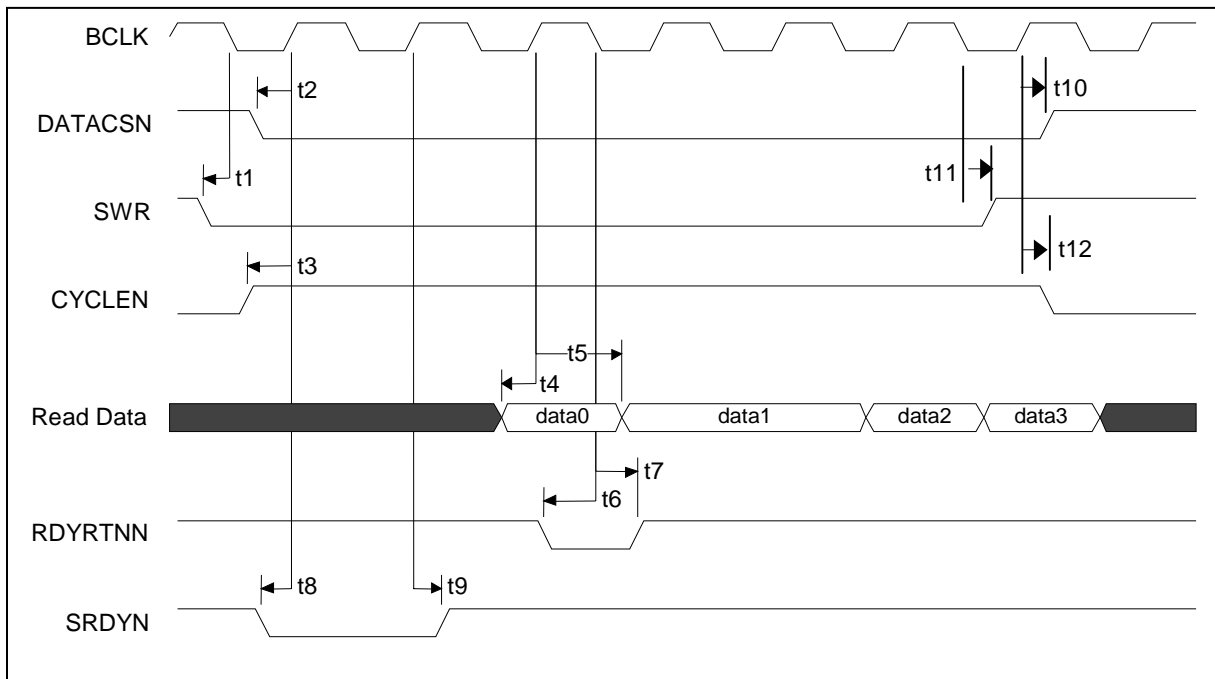 BCLK
t2
t10
DATACSN
t1
t11
SWR
t3
t12
CYCLEN
t5
t4
Read Data
data0
data1
data2
data3
t7
t6
RDYRTNN
t8
t9
SRDYN